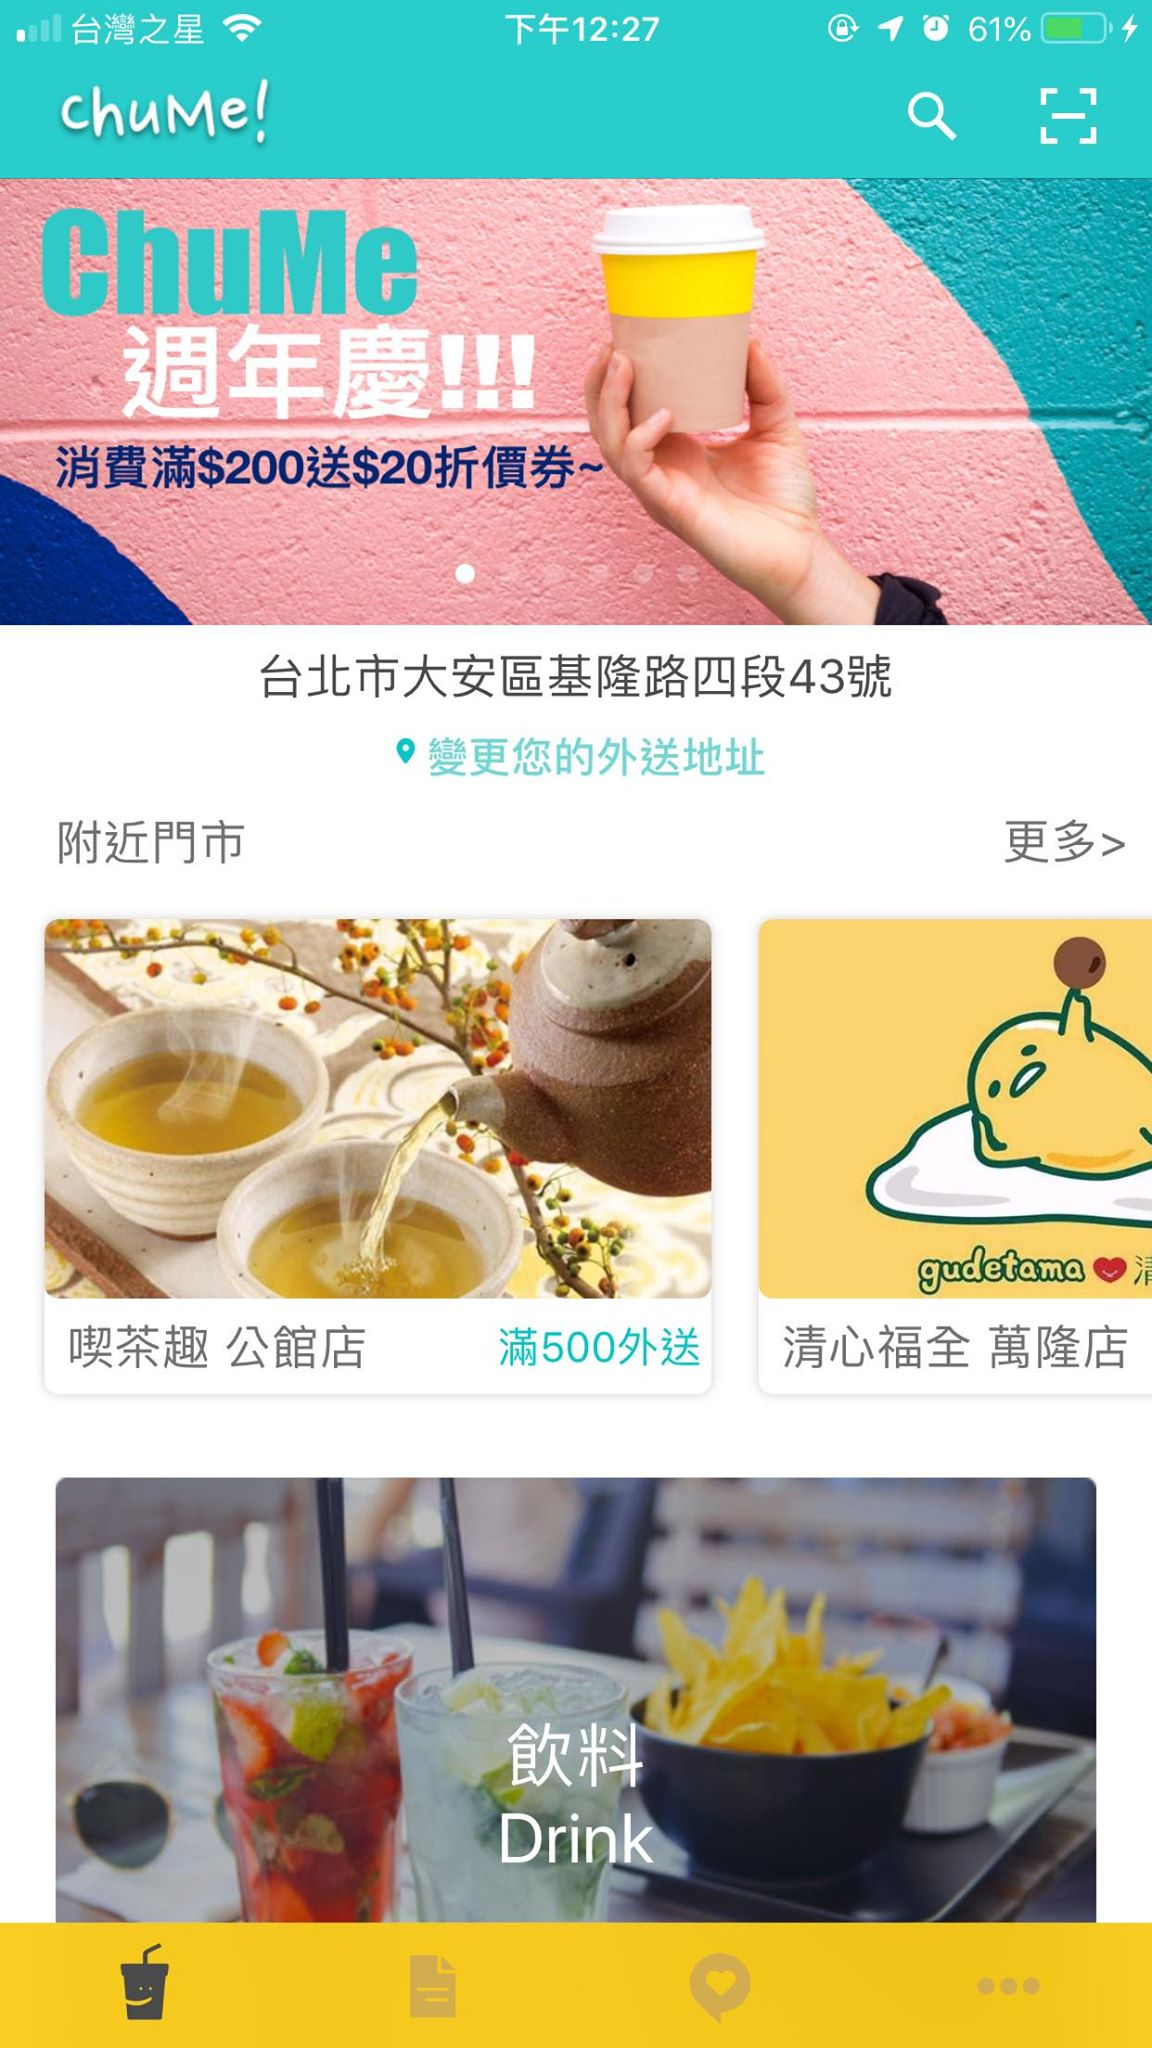 台灣之星
下午12:27
61%
chuMe!
ChuMe
週年慶!!!
消費滿$200送$20折價券~
台北市大安區基隆路四段43號
變更您的外送地址
附近門市
更多>
gudetama
喫茶趣 公館店
滿500外送
清心福全 萬隆店
飲料
Drink